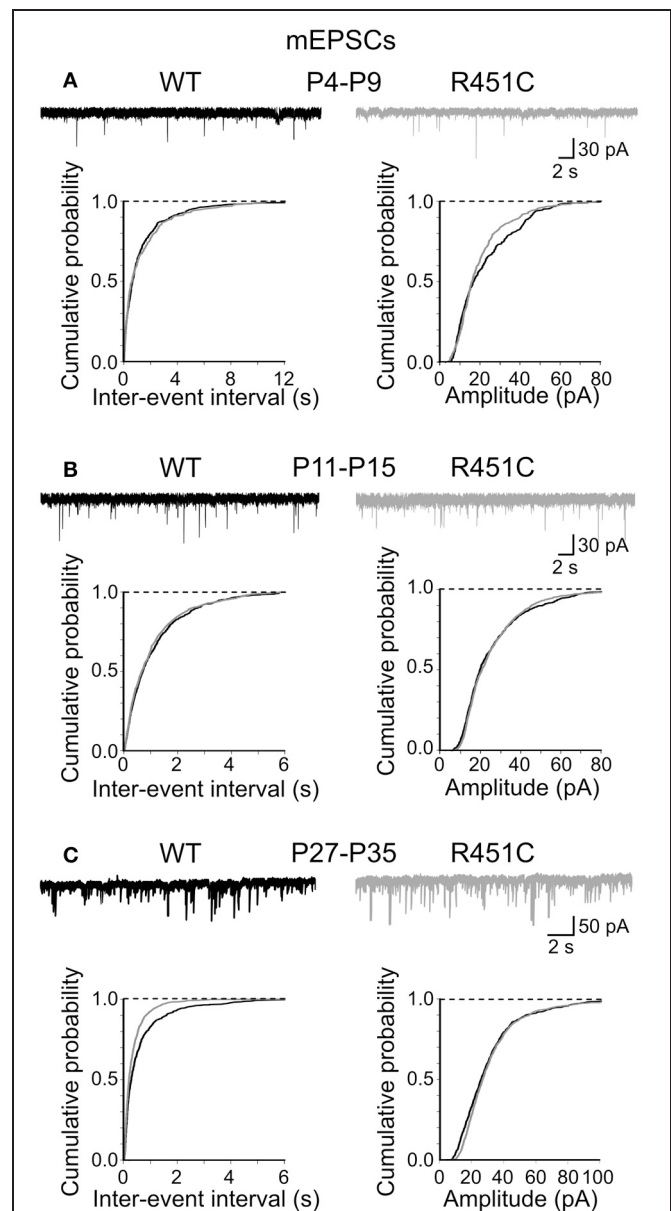 mEPSCs
A WT P4-P9 R451C
30 pA
2 s
Cumulative probability
1.0
0.5
0.0
0 4 8 12
Inter-event interval (s)
Cumulative probability
1.0
0.5
0.0
0 20 40 60 80
Amplitude (pA)
B WT P11-P15 R451C
30 pA
2 s
Cumulative probability
1.0
0.5
0.0
0 2 4 6
Inter-event interval (s)
Cumulative probability
1.0
0.5
0.0
0 20 40 60 80
Amplitude (pA)
C WT P27-P35 R451C
50 pA
2 s
Cumulative probability
1.0
0.5
0.0
0 2 4 6
Inter-event interval (s)
Cumulative probability
1.0
0.5
0.0
0 20 40 60 80 100
Amplitude (pA)